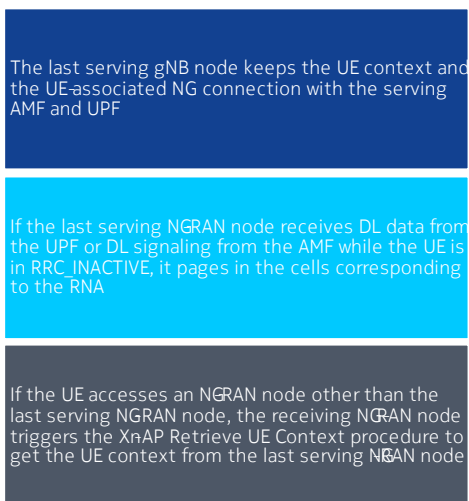 The last serving gNB node keeps the UE context and
the UE-associated NG connection with the serving
AMF and UPF
If the last serving NG-RAN node receives DL data from
the UPF or DL signaling from the AMF while the UE is
in RRC_INACTIVE, it pages in the cells corresponding
to the RNA
If the UE accesses an NG-RAN node other than the
last serving NG-RAN node, the receiving NG-RAN node
triggers the Xn-AP Retrieve UE Context procedure to
get the UE context from the last serving NG-RAN node